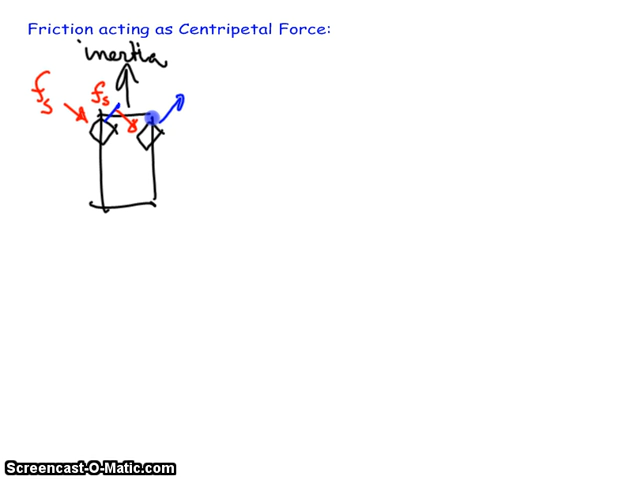 Friction acting as Centripetal Force:
inertia
fs
fs
Screencast-O-Matic.com